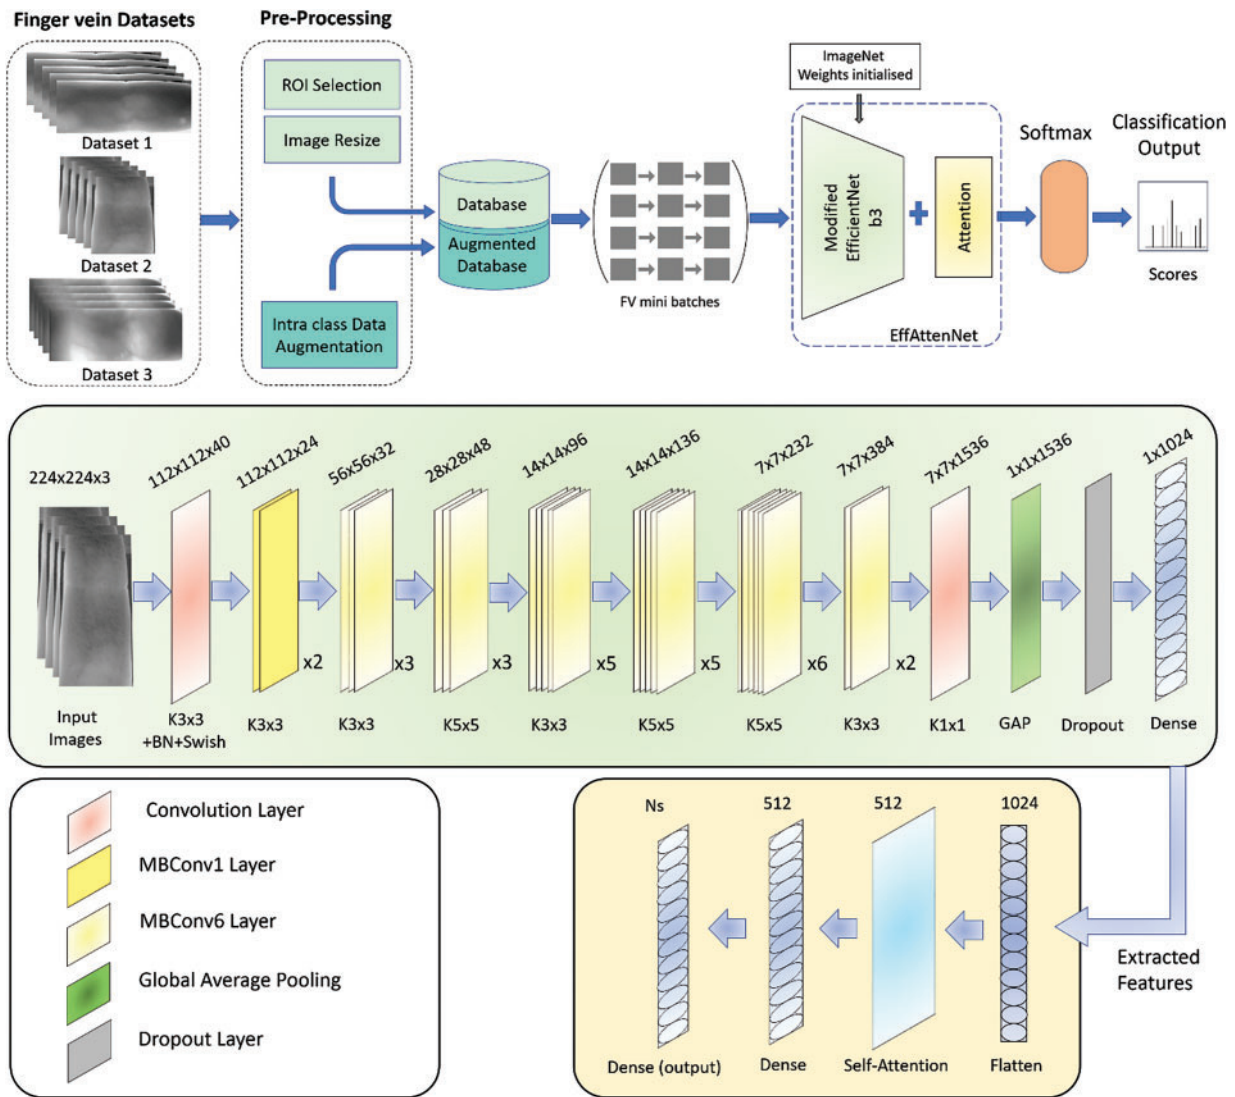 Finger vein Datasets
Dataset 1
Dataset 2
Dataset 3
Pre-Processing
ROI Selection
Image Resize
Intra class Data
Augmentation
Database
Augmented
Database
FV mini batches
ImageNet
Weights initialised
Modified
EfficientNet
b3
Attention
EffAttenNet
Softmax
Classification
Output
Scores
224x224x3
112x112x40
112x112x24
56x56x32
28x28x48
14x14x96
14x14x136
7x7x232
7x7x384
7x7x1536
1x1x1536
1x1024
x2
x3
x3
x5
x5
x6
x2
Input
Images
K3x3
+BN+Swish
K3x3
K3x3
K5x5
K3x3
K5x5
K5x5
K3x3
K1x1
GAP
Dropout
Dense
Convolution Layer
MBConv1 Layer
MBConv6 Layer
Global Average Pooling
Dropout Layer
Ns
512
512
1024
Dense (output)
Dense
Self-Attention
Flatten
Extracted
Features